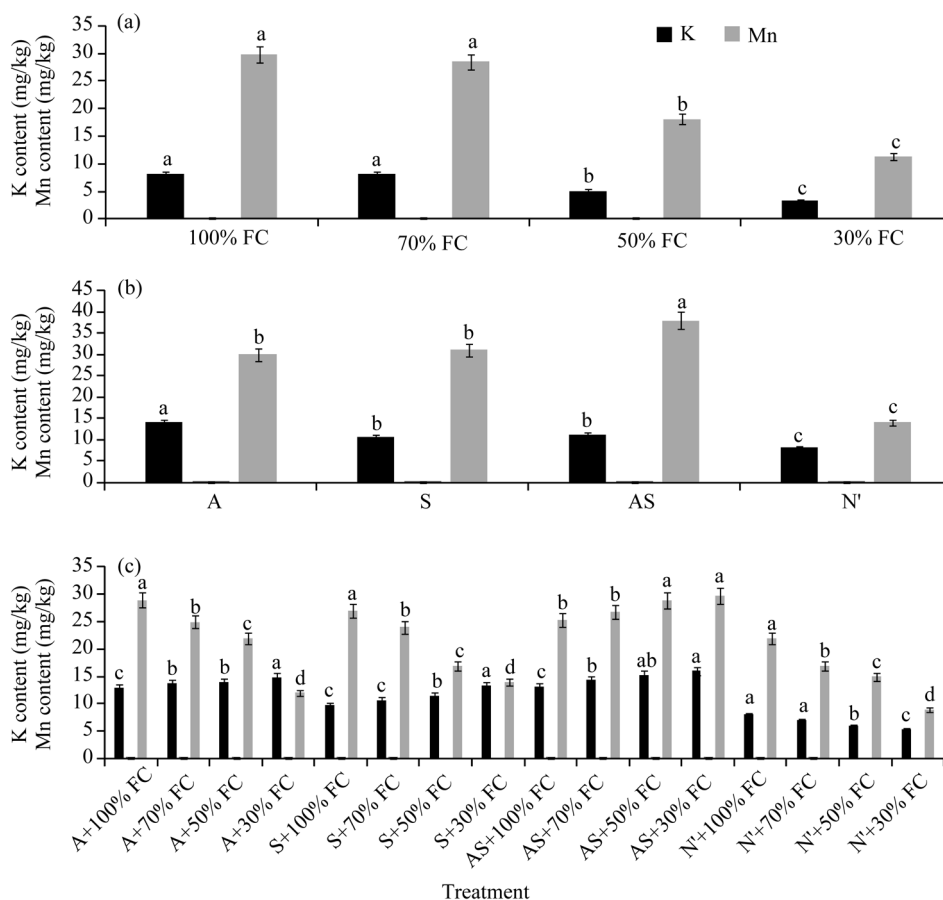 (a)
K Mn
K content (mg/kg)
Mn content (mg/kg)
35
30
25
20
15
10
5
0
a a a a b b c c
100% FC 70% FC 50% FC 30% FC
(b)
K content (mg/kg)
Mn content (mg/kg)
45
40
35
30
25
20
15
10
5
0
a b b b b a c c
A S AS N'
(c)
K content (mg/kg)
Mn content (mg/kg)
35
30
25
20
15
10
5
0
c a b b b c a d c a b b b c a d c b b b ab a a a a a a b b c c d
A+100% FC A+70% FC A+50% FC A+30% FC S+100% FC S+70% FC S+50% FC S+30% FC AS+100% FC AS+70% FC AS+50% FC AS+30% FC N'+100% FC N'+70% FC N'+50% FC N'+30% FC
Treatment